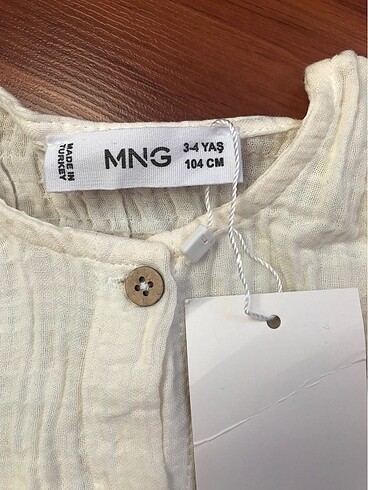 MADE IN
TURKEY
MNG
3-4 YAŞ
104 CM